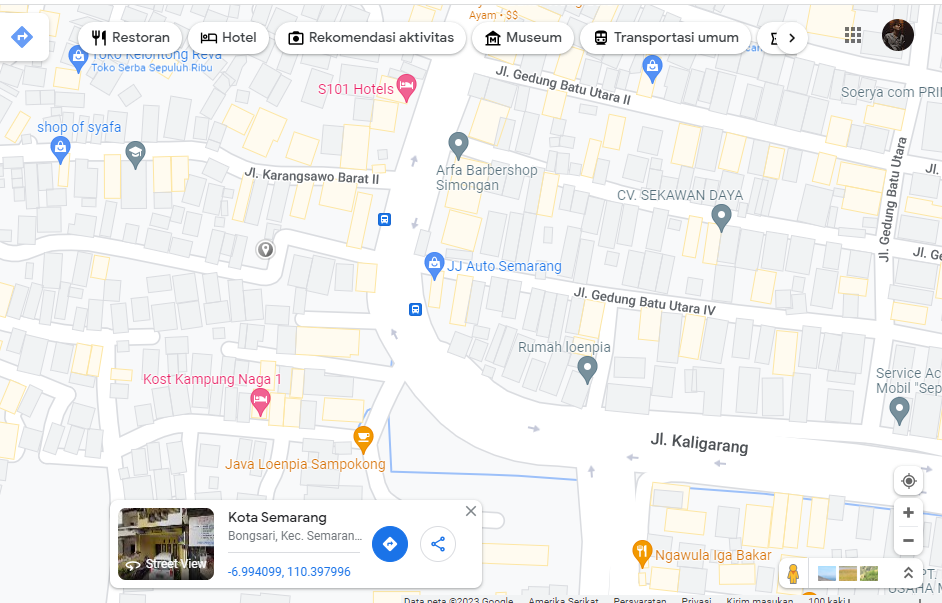 Ayam • $$
Restoran
Hotel
Rekomendasi aktivitas
Museum
Transportasi umum
Toko Kelontong Reva
Toko Serba Sepuluh Ribu
Jl. Gedung Batu Utara II
S101 Hotels
Soerya com PRI
shop of syafa
Jl. Karangsawo Barat II
Arfa Barbershop
Simongan
CV. SEKAWAN DAYA
Jl. Gedung Batu Utara
Jl.
Jl. Ge
JJ Auto Semarang
Jl. Gedung Batu Utara IV
Rumah loenpia
Kost Kampung Naga 1
Service Ac
Mobil "Sep
Jl. Kaligarang
Java Loenpia Sampokong
Kota Semarang
Bongsari, Kec. Semaran...
-6.994099, 110.397996
Street View
Ngawula Iga Bakar
PT.
USAHA M
Data peta ©2023 Google
Amerika Serikat
Persyaratan
Privasi
Kirim masukan
100 kaki